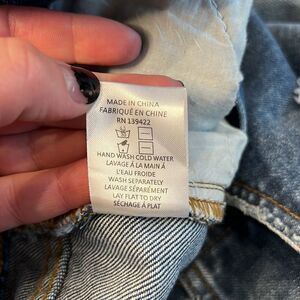 MADE IN CHINA
FABRIQUÉ EN CHINE
RN 139422
HAND WASH COLD WATER
LAVAGE À LA MAIN Á
L'EAU FROIDE
WASH SEPARATELY
LAVAGE SÉPARÉMENT
LAY FLAT TO DRY
SÉCHAGE Á PLAT